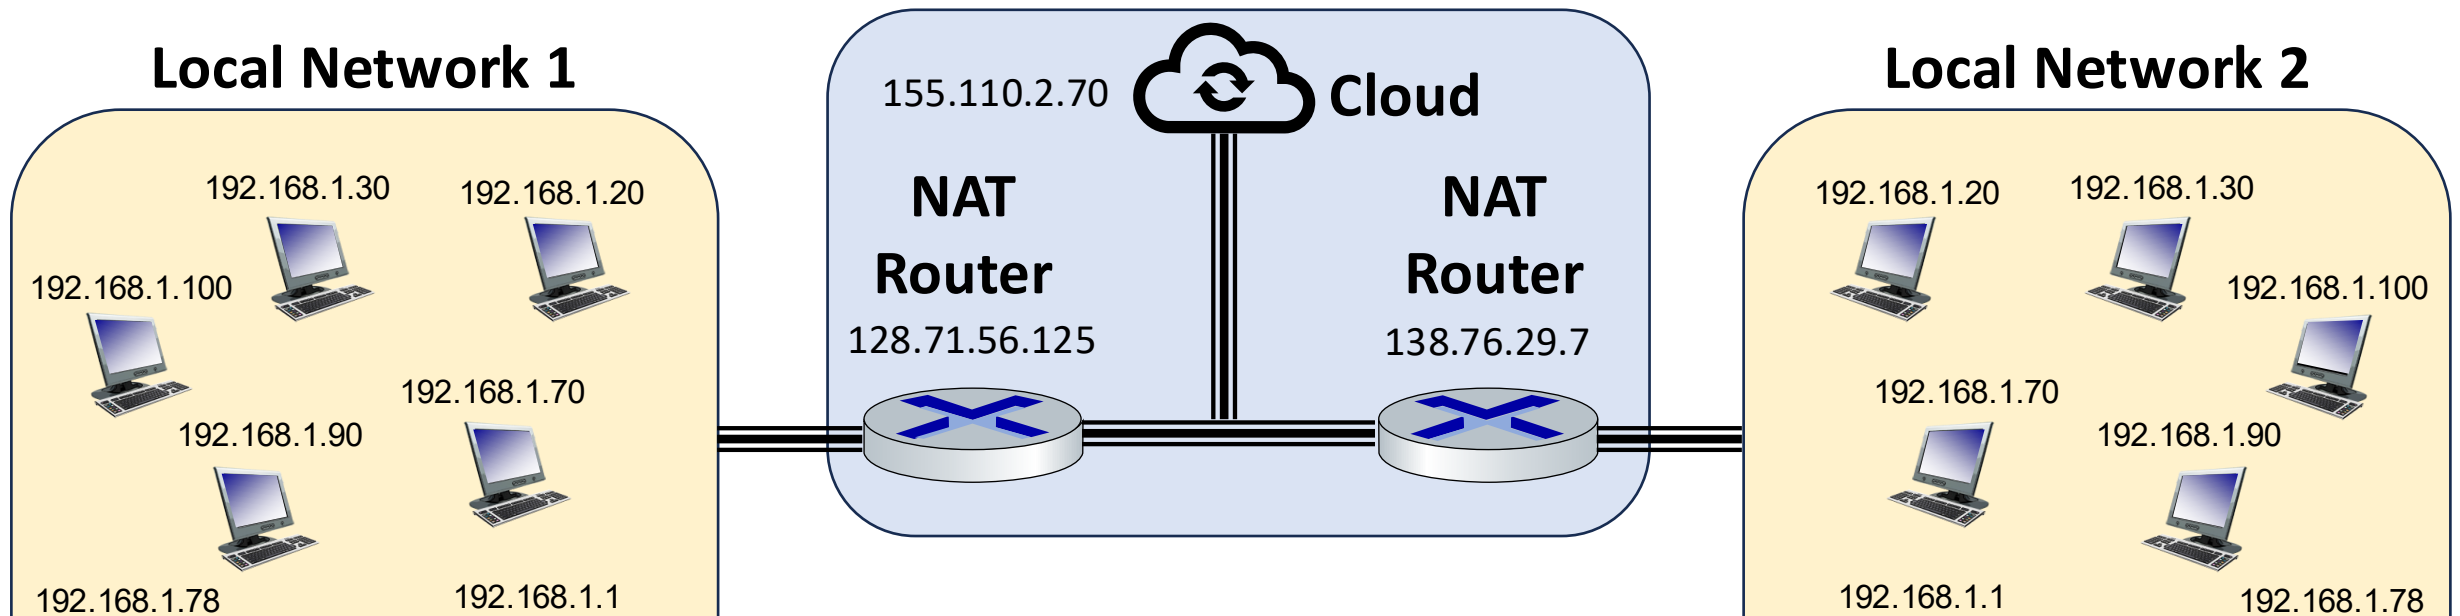 Local Network 1
192.168.1.30
192.168.1.20
192.168.1.100
192.168.1.70
192.168.1.90
192.168.1.78
192.168.1.1
155.110.2.70
Cloud
NAT
Router
128.71.56.125
NAT
Router
138.76.29.7
Local Network 2
192.168.1.20
192.168.1.30
192.168.1.100
192.168.1.70
192.168.1.90
192.168.1.1
192.168.1.78